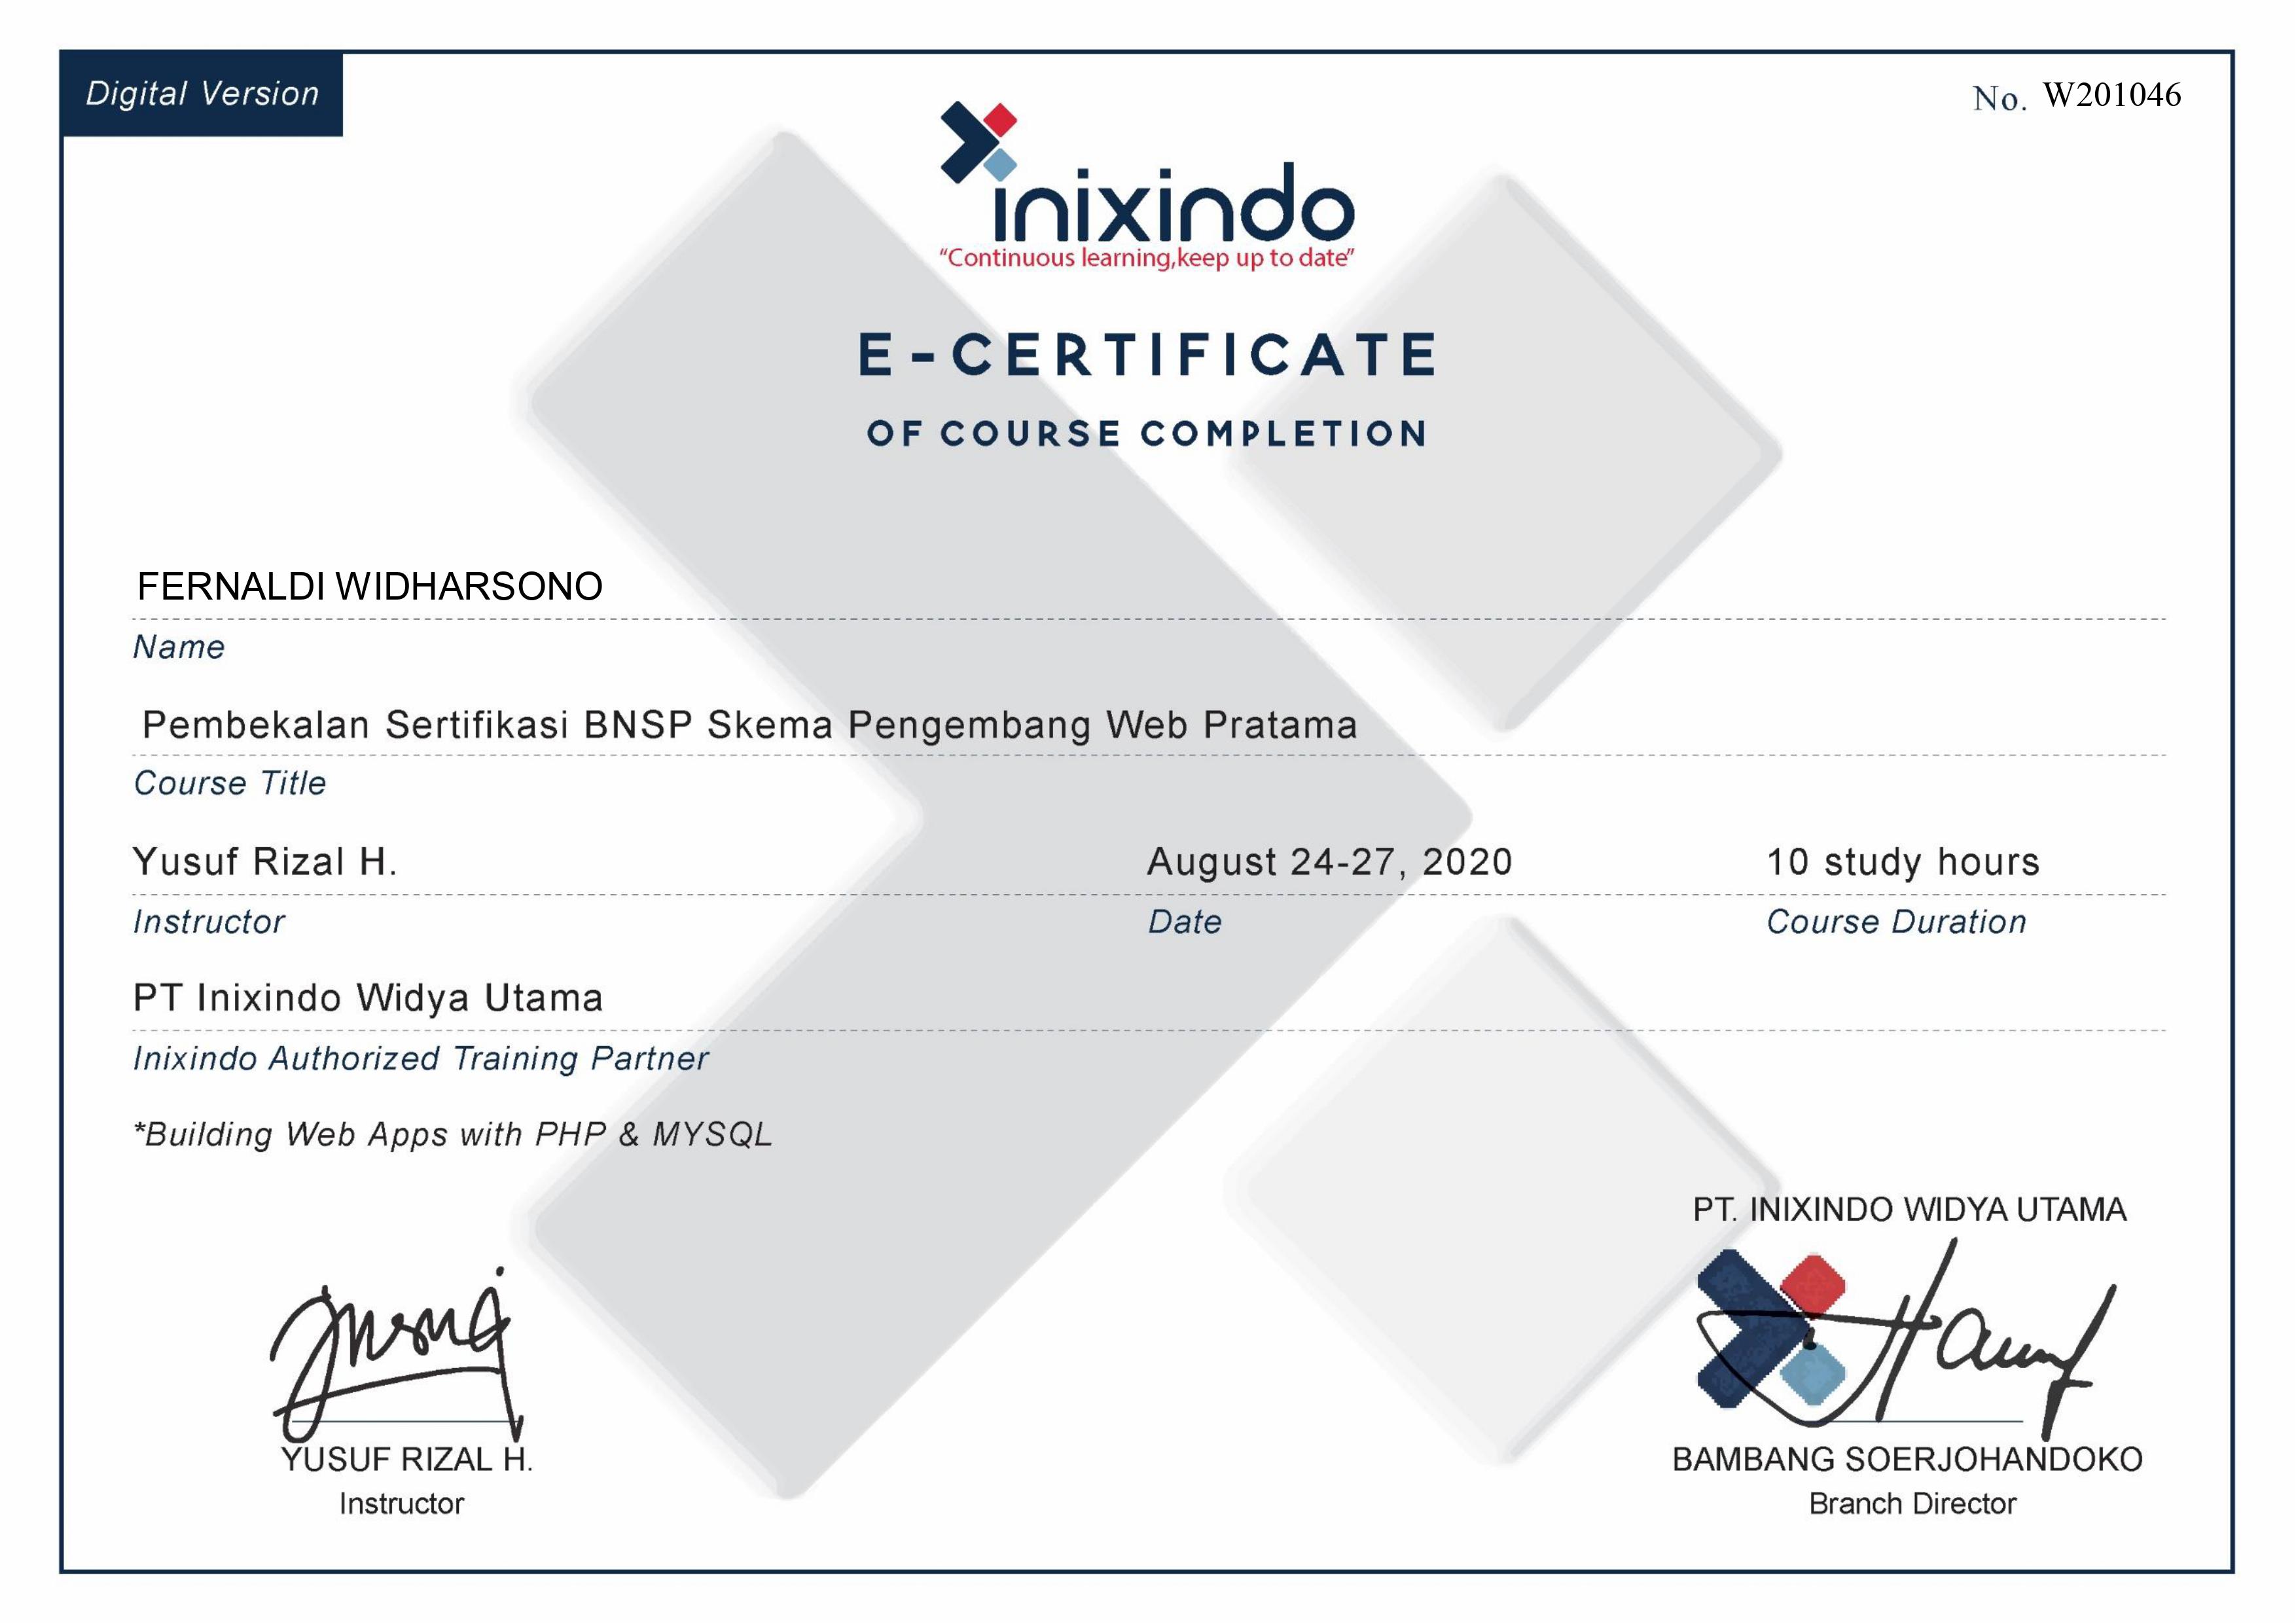 Digital Version
No. W201046
inixindo
“Continuous learning,keep up to date”
E-CERTIFICATE
OF COURSE COMPLETION
FERNALDI WIDHARSONO
Name
Pembekalan Sertifikasi BNSP Skema Pengembang Web Pratama
Course Title
Yusuf Rizal H. August 24-27, 2020 10 study hours
Instructor Date Course Duration
PT Inixindo Widya Utama
Inixindo Authorized Training Partner
*Building Web Apps with PHP & MYSQL
PT. INIXINDO WIDYA UTAMA
YUSUF RIZAL H. BAMBANG SOERJOHANDOKO
Instructor Branch Director